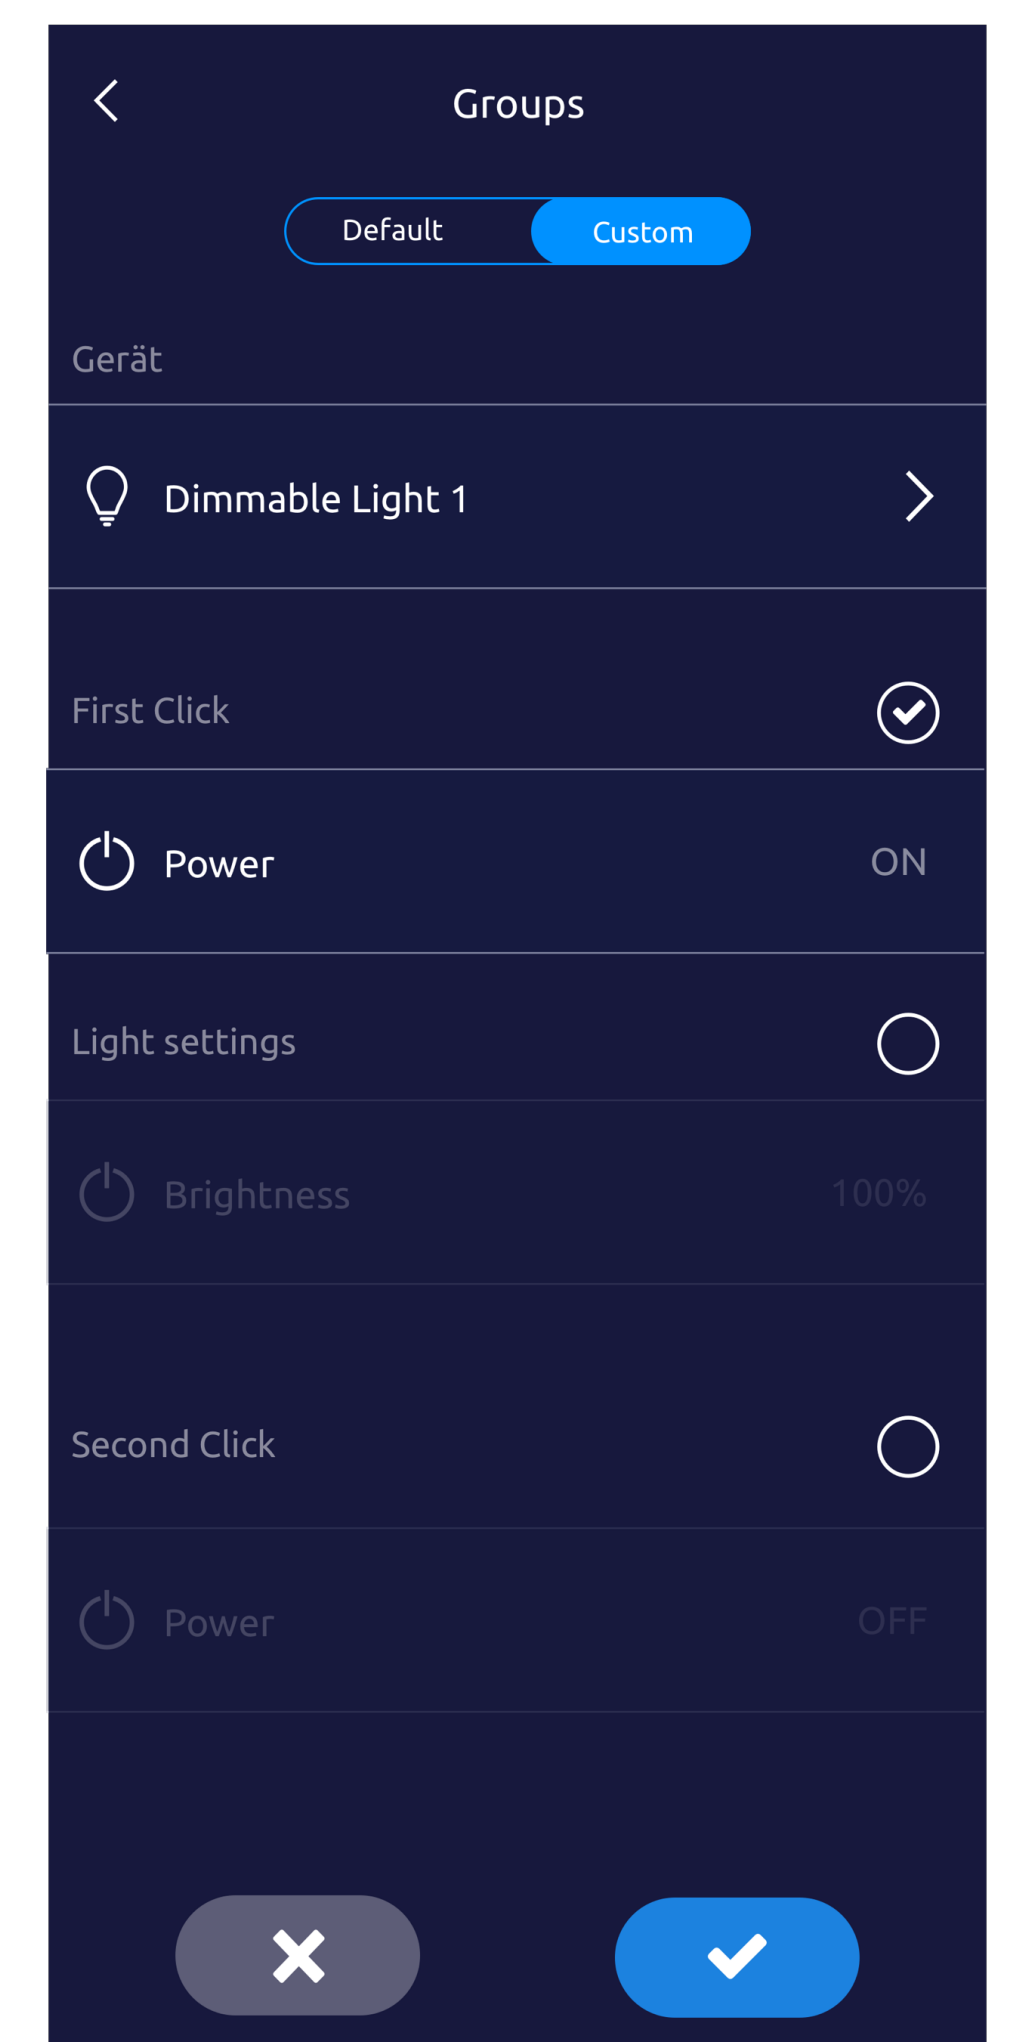 Groups
Default
Custom
Gerät
Dimmable Light 1
First Click
Power
ON
Light settings
Brightness
100%
Second Click
Power
OFF